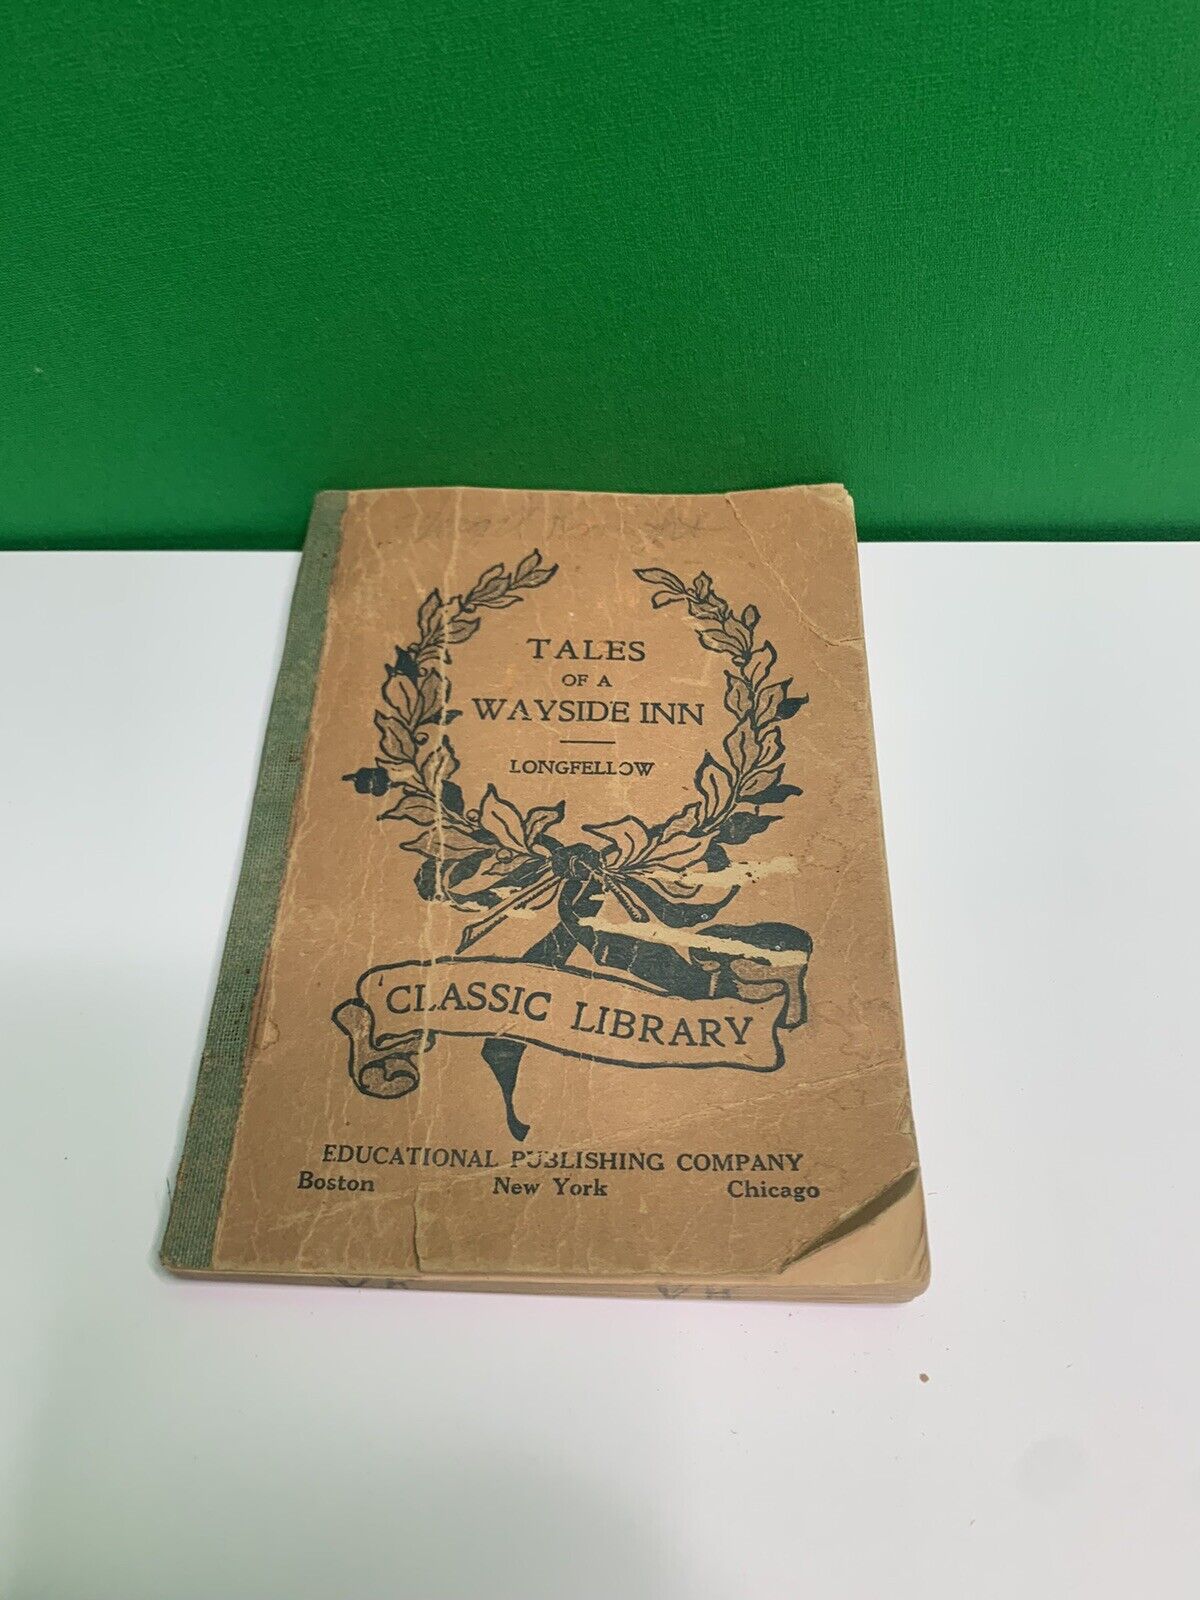 TALES
OF A
WAYSIDE INN
LONGFELLOW
CLASSIC LIBRARY
EDUCATIONAL PUBLISHING COMPANY
Boston New York Chicago